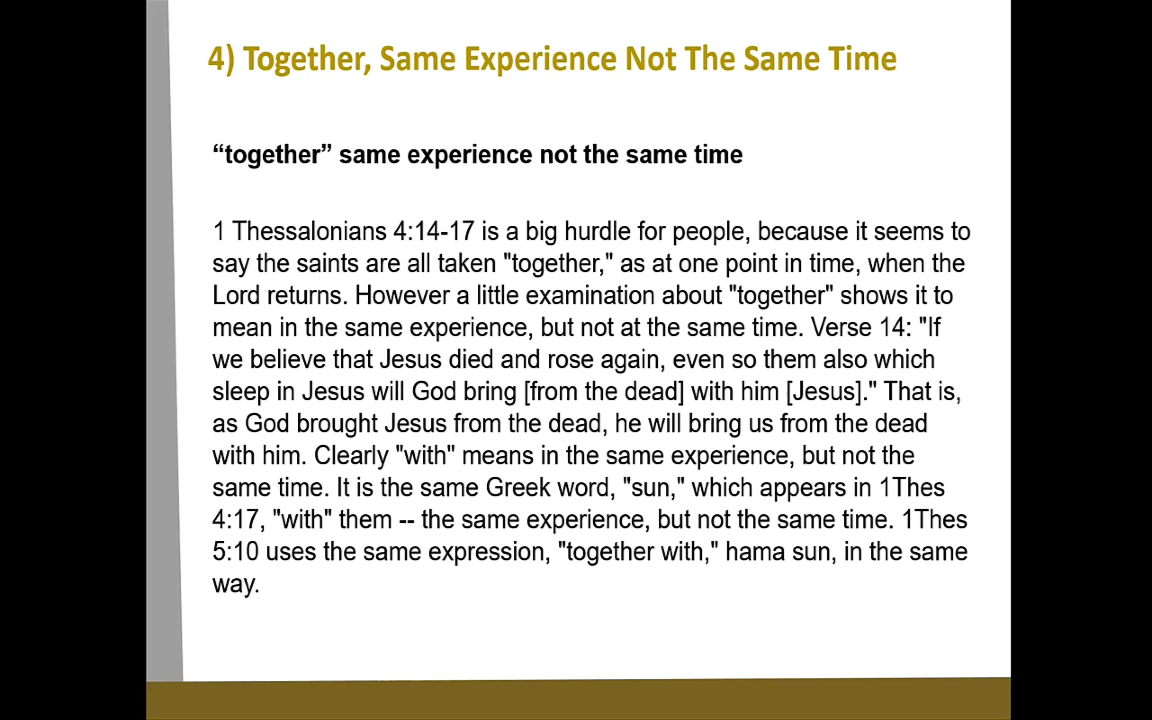 4) Together, Same Experience Not The Same Time
“together” same experience not the same time
1 Thessalonians 4:14-17 is a big hurdle for people, because it seems to
say the saints are all taken "together," as at one point in time, when the
Lord returns. However a little examination about "together" shows it to
mean in the same experience, but not at the same time. Verse 14: "If
we believe that Jesus died and rose again, even so them also which
sleep in Jesus will God bring [from the dead] with him [Jesus]." That is,
as God brought Jesus from the dead, he will bring us from the dead
with him. Clearly "with" means in the same experience, but not the
same time. It is the same Greek word, "sun," which appears in 1Thes
4:17, "with" them -- the same experience, but not the same time. 1Thes
5:10 uses the same expression, "together with," hama sun, in the same
way.